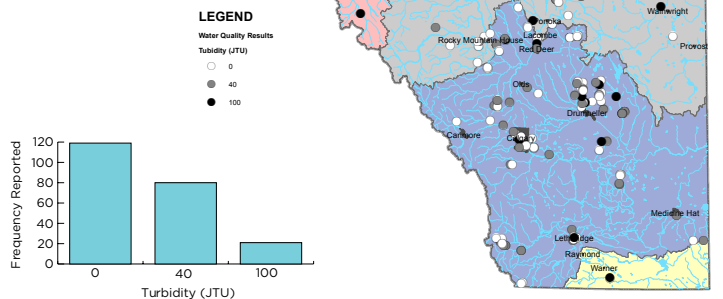 LEGEND
Water Quality Results
Tubidity (JTU)
0
40
100
Wainwright
Ponoka
Lacombe
Rocky Mountain House
Red Deer
Provost
Olds
Drumheller
Canmore
Calgary
Medicine Hat
Lethbridge
Raymond
Warner
Frequency Reported
120
100
80
60
40
20
0
0 40 100
Turbidity (JTU)